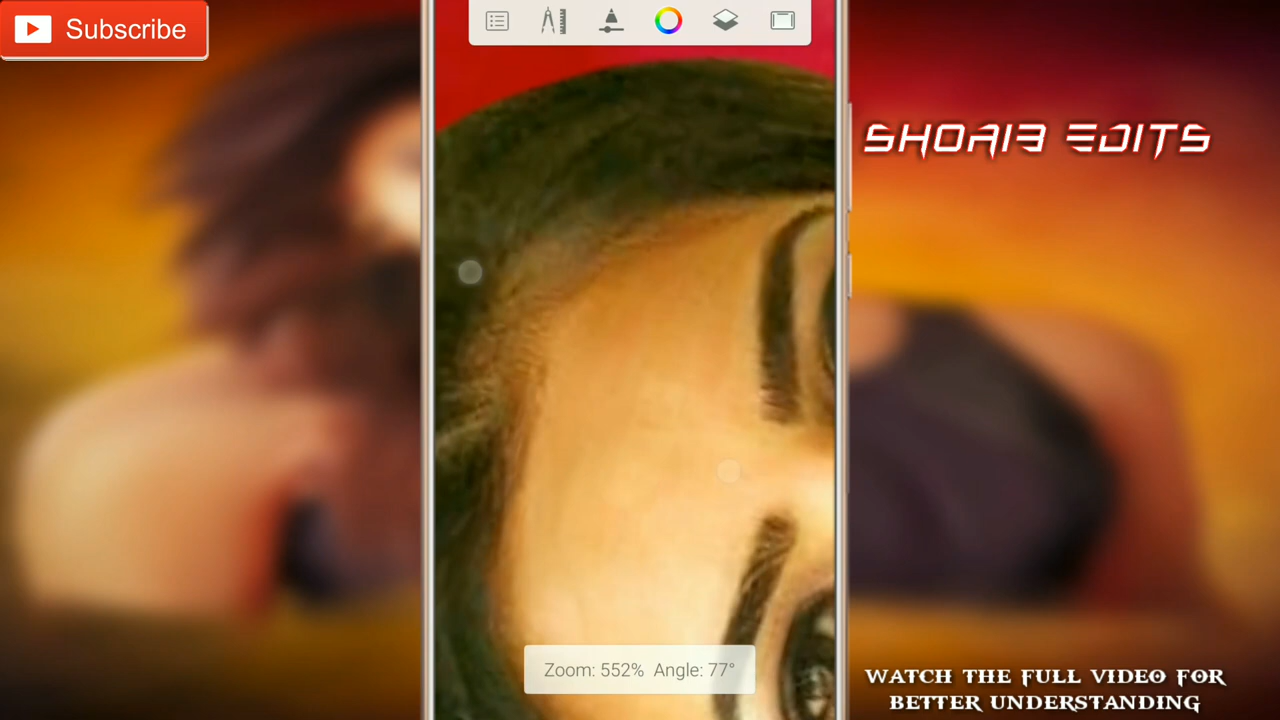 Subscribe
SHOAIB EDITS
Zoom: 552% Angle: 77°
WATCH THE FULL VIDEO FOR
BETTER UNDERSTANDING